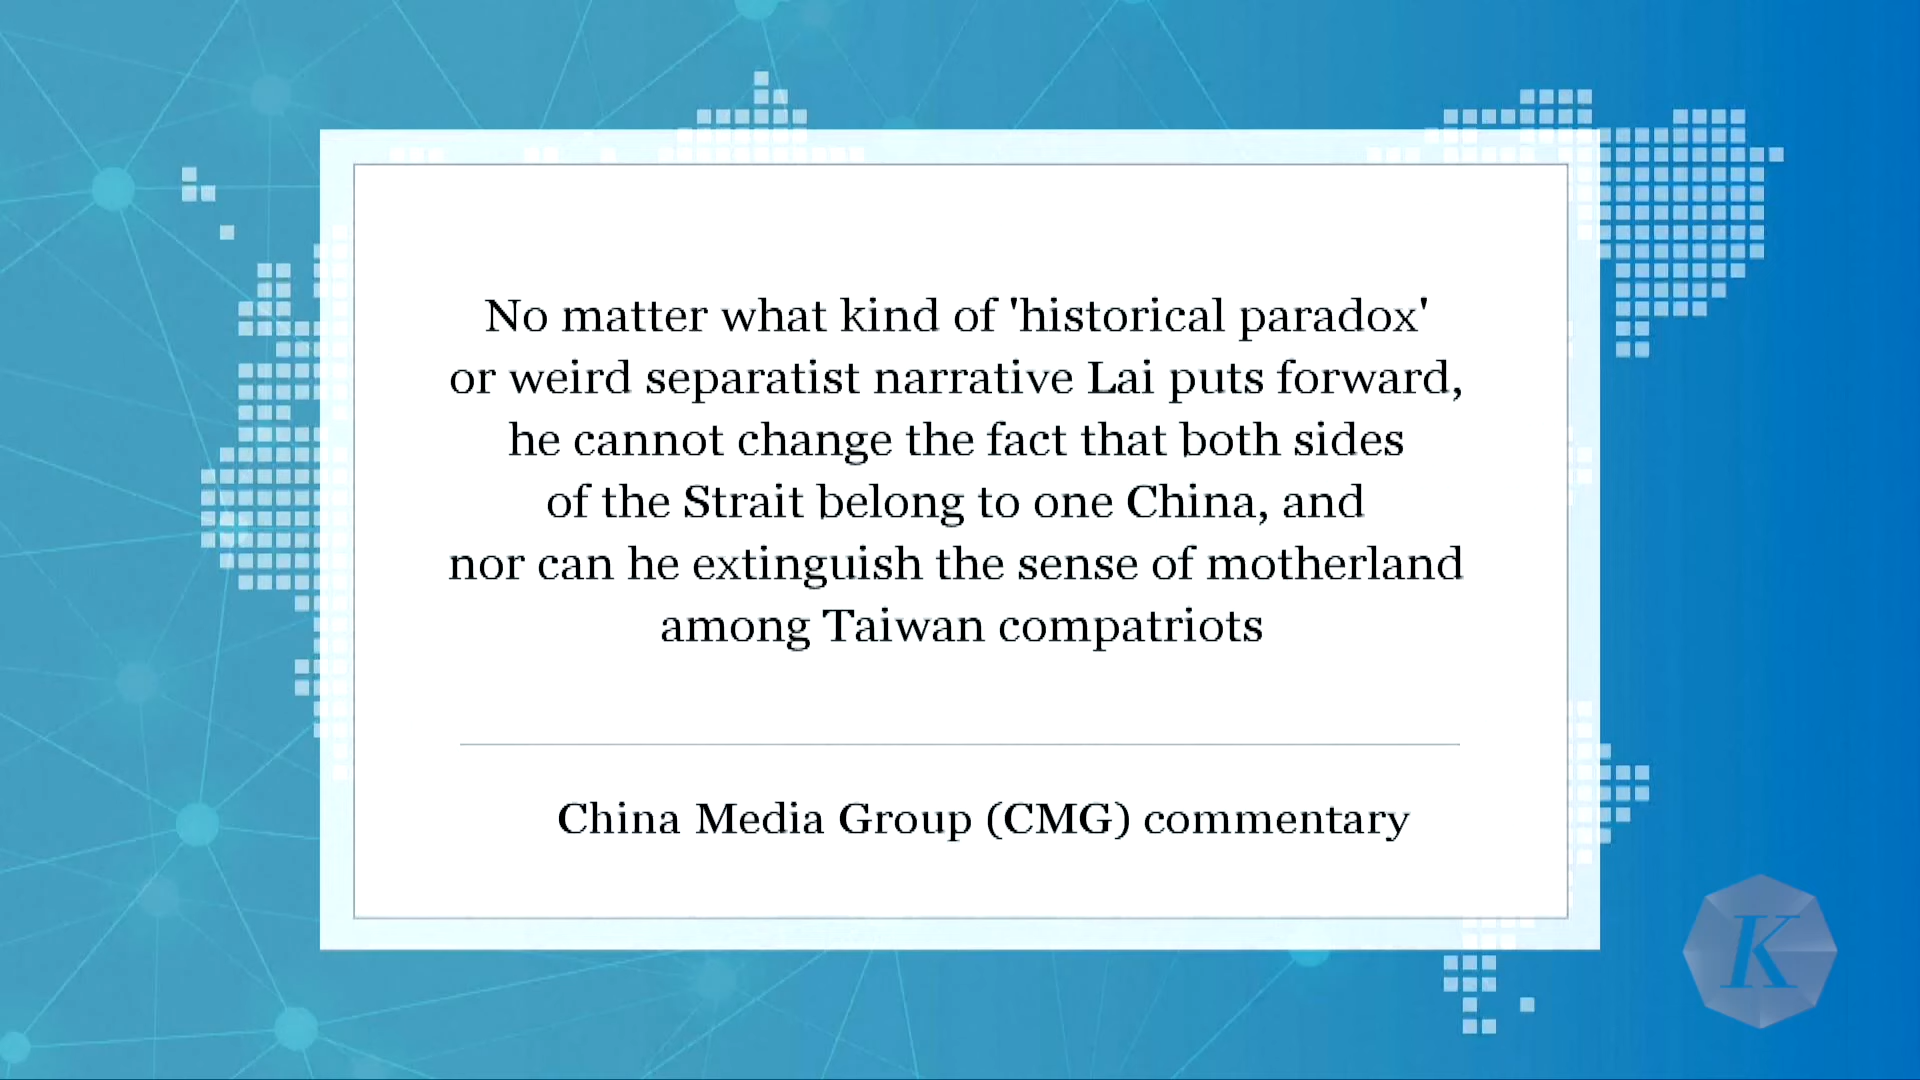 No matter what kind of 'historical paradox'
or weird separatist narrative Lai puts forward,
he cannot change the fact that both sides
of the Strait belong to one China, and
nor can he extinguish the sense of motherland
among Taiwan compatriots
China Media Group (CMG) commentary
K